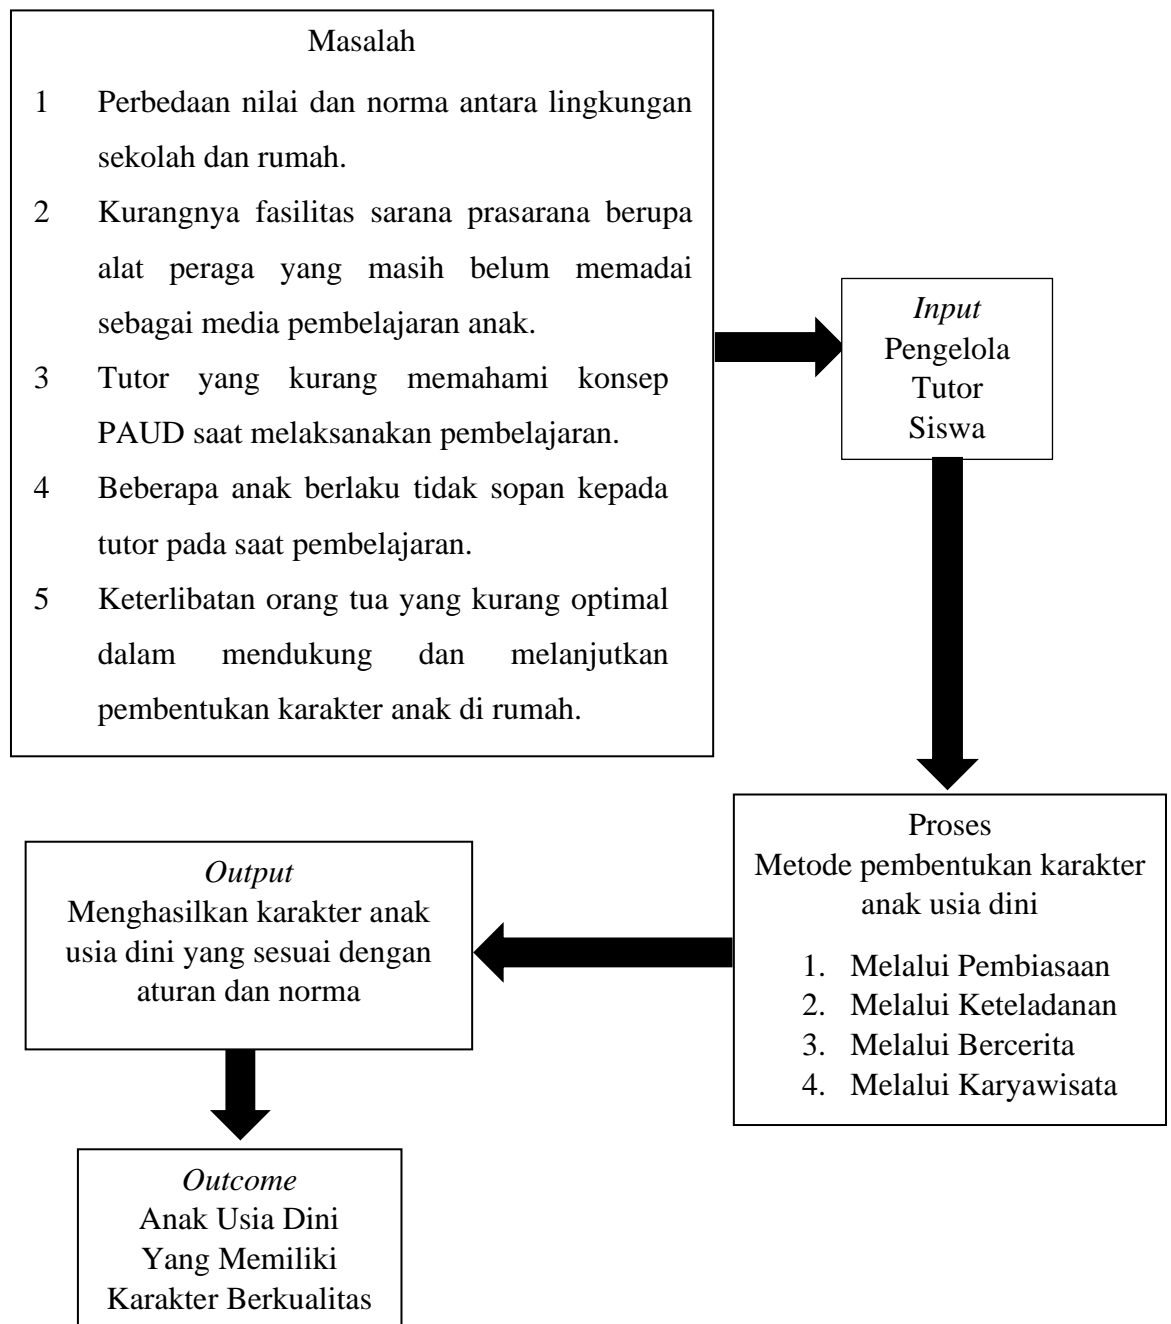 Masalah
1 Perbedaan nilai dan norma antara lingkungan
sekolah dan rumah.
2 Kurangnya fasilitas sarana prasarana berupa
alat peraga yang masih belum memadai
sebagai media pembelajaran anak.
3 Tutor yang kurang memahami konsep
PAUD saat melaksanakan pembelajaran.
4 Beberapa anak berlaku tidak sopan kepada
tutor pada saat pembelajaran.
5 Keterlibatan orang tua yang kurang optimal
dalam mendukung dan melanjutkan
pembentukan karakter anak di rumah.
Input
Pengelola
Tutor
Siswa
Proses
Metode pembentukan karakter
anak usia dini
1. Melalui Pembiasaan
2. Melalui Keteladanan
3. Melalui Bercerita
4. Melalui Karyawisata
Output
Menghasilkan karakter anak
usia dini yang sesuai dengan
aturan dan norma
Outcome
Anak Usia Dini
Yang Memiliki
Karakter Berkualitas